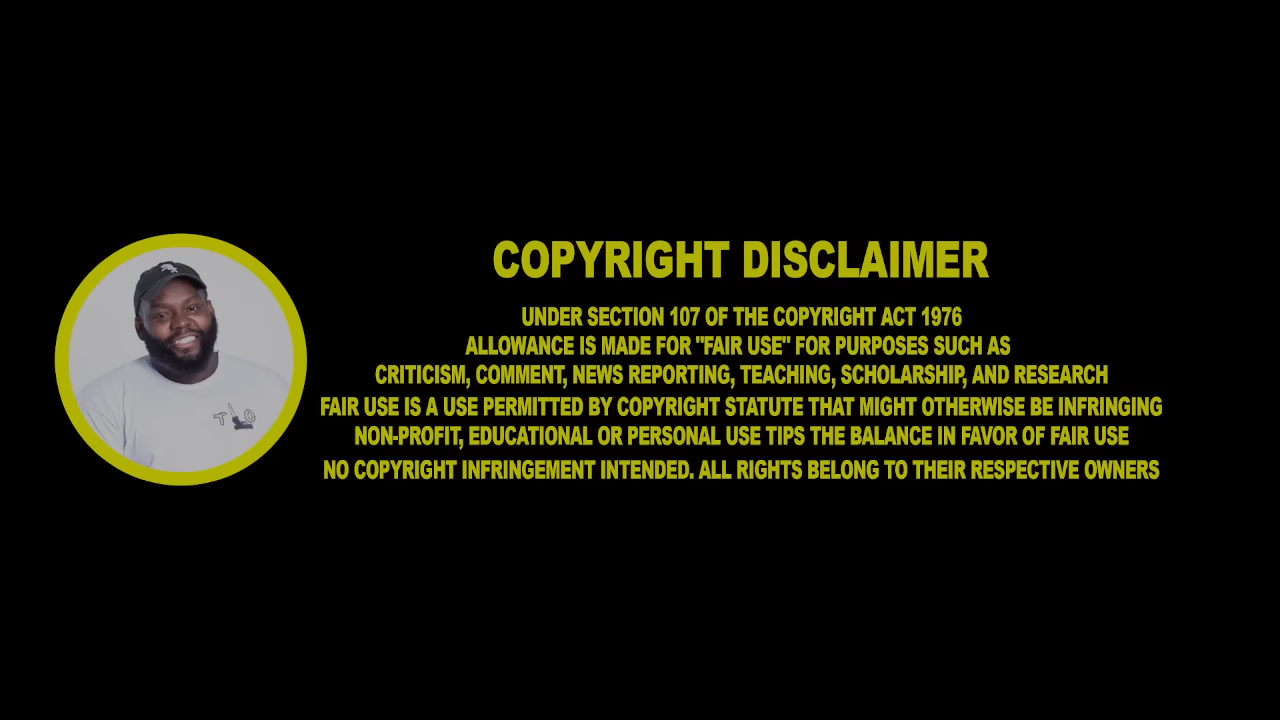 COPYRIGHT DISCLAIMER
UNDER SECTION 107 OF THE COPYRIGHT ACT 1976
ALLOWANCE IS MADE FOR "FAIR USE" FOR PURPOSES SUCH AS
CRITICISM, COMMENT, NEWS REPORTING, TEACHING, SCHOLARSHIP, AND RESEARCH
FAIR USE IS A USE PERMITTED BY COPYRIGHT STATUTE THAT MIGHT OTHERWISE BE INFRINGING
NON-PROFIT, EDUCATIONAL OR PERSONAL USE TIPS THE BALANCE IN FAVOR OF FAIR USE
NO COPYRIGHT INFRINGEMENT INTENDED. ALL RIGHTS BELONG TO THEIR RESPECTIVE OWNERS